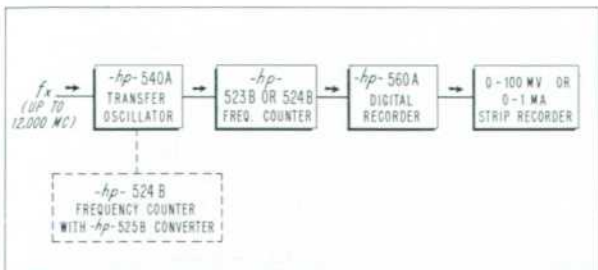 fx
(UP TO
12,000 MC)
-hp- 540A
TRANSFER
OSCILLATOR
-hp-
523B OR 524B
FREQ. COUNTER
-hp- 560A
DIGITAL
RECORDER
0-100 MV OR
0-1 MA
STRIP RECORDER
-hp- 524B
FREQUENCY COUNTER
WITH -hp- 525B CONVERTER